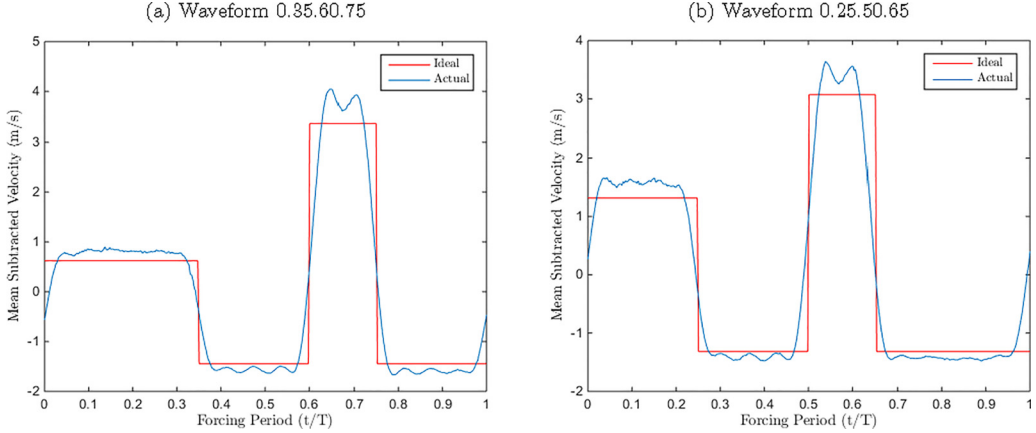 (a) Waveform 0.35.60.75
5
4
3
2
1
0
-1
-2
Mean Subtracted Velocity (m/s)
Ideal
Actual
0 0.1 0.2 0.3 0.4 0.5 0.6 0.7 0.8 0.9 1
Forcing Period (t/T)
(b) Waveform 0.25.50.65
4
3
2
1
0
-1
-2
Mean Subtracted Velocity (m/s)
Ideal
Actual
0 0.1 0.2 0.3 0.4 0.5 0.6 0.7 0.8 0.9 1
Forcing Period (t/T)